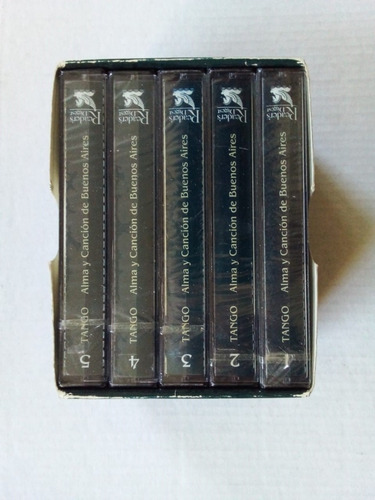 5 TANGO Alma y Canción de Buenos Aires Reader's Digest
4 TANGO Alma y Canción de Buenos Aires Reader's Digest
3 TANGO Alma y Canción de Buenos Aires Reader's Digest
2 TANGO Alma y Canción de Buenos Aires Reader's Digest
1 TANGO Alma y Canción de Buenos Aires Reader's Digest